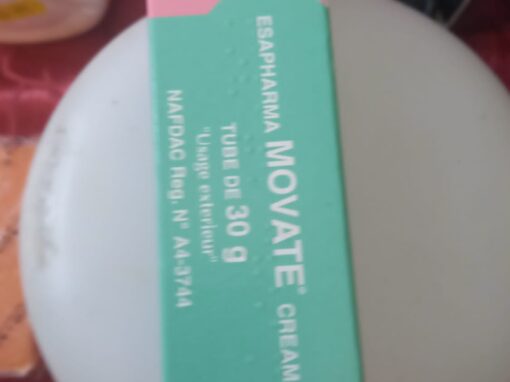 ESAPHARMA MOVATE® CREAM
TUBE DE 30 g
"Usage exterieur"
NAFDAC Reg. N° A4-3744